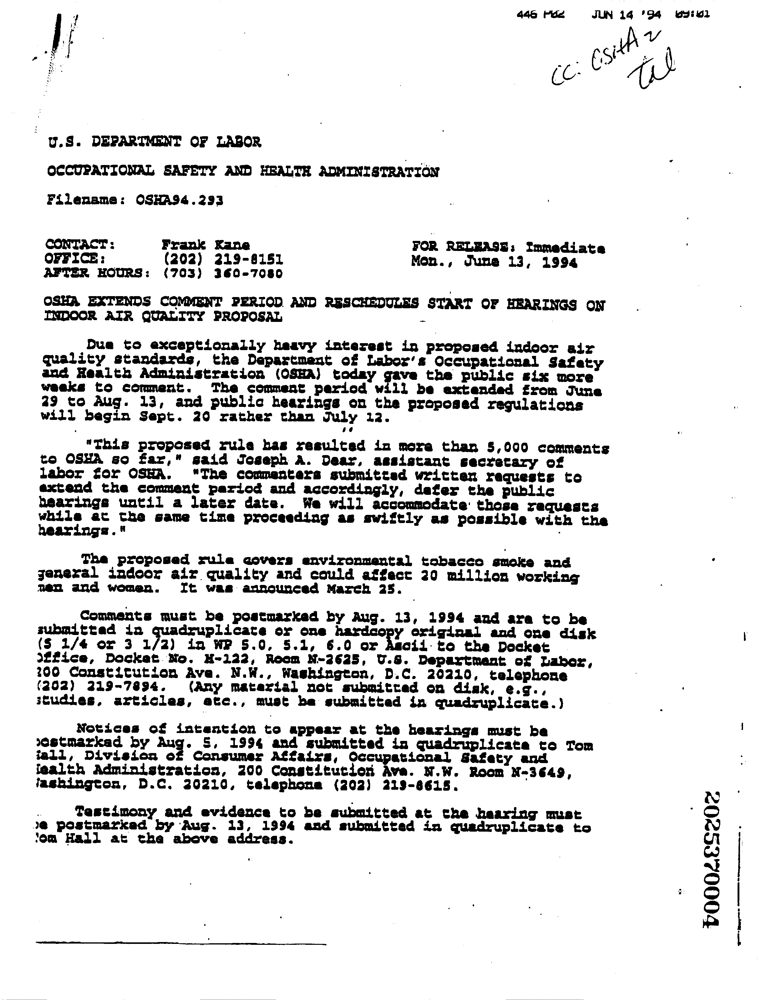 446 P02 JUN 14 '94 09:01
CC: OSHA 2
U.S. DEPARTMENT OF LABOR
OCCUPATIONAL SAFETY AND HEALTH ADMINISTRATION
Filename: OSHA94.293
CONTACT: Frank Kane FOR RELEASE: Immediate
OFFICE: (202) 219-8151 Mon., June 13, 1994
AFTER HOURS: (703) 360-7080
OSHA EXTENDS COMMENT PERIOD AND RESCHEDULES START OF HEARINGS ON
INDOOR AIR QUALITY PROPOSAL
Due to exceptionally heavy interest in proposed indoor air
quality standards, the Department of Labor's Occupational Safety
and Health Administration (OSHA) today gave the public six more
weeks to comment. The comment period will be extended from June
29 to Aug. 13, and public hearings on the proposed regulations
will begin Sept. 20 rather than July 12.
"This proposed rule has resulted in more than 5,000 comments
to OSHA so far," said Joseph A. Dear, assistant secretary of
labor for OSHA. "The commenters submitted written requests to
extend the comment period and accordingly, defer the public
hearings until a later date. We will accommodate those requests
while at the same time proceeding as swiftly as possible with the
hearings."
The proposed rule covers environmental tobacco smoke and
general indoor air quality and could affect 20 million working
men and women. It was announced March 25.
Comments must be postmarked by Aug. 13, 1994 and are to be
submitted in quadruplicate or one hardcopy original and one disk
(5 1/4 or 3 1/2) in WP 5.0, 5.1, 6.0 or Ascii to the Docket
Office, Docket No. H-122, Room N-2625, U.S. Department of Labor,
200 Constitution Ave. N.W., Washington, D.C. 20210, telephone
(202) 219-7894. (Any material not submitted on disk, e.g.,
studies, articles, etc., must be submitted in quadruplicate.)
Notices of intention to appear at the hearings must be
postmarked by Aug. 5, 1994 and submitted in quadruplicate to Tom
Hall, Division of Consumer Affairs, Occupational Safety and
Health Administration, 200 Constitution Ave. N.W. Room N-3649,
Washington, D.C. 20210, telephone (202) 219-8615.
Testimony and evidence to be submitted at the hearing must
be postmarked by Aug. 13, 1994 and submitted in quadruplicate to
Tom Hall at the above address.
2025370004